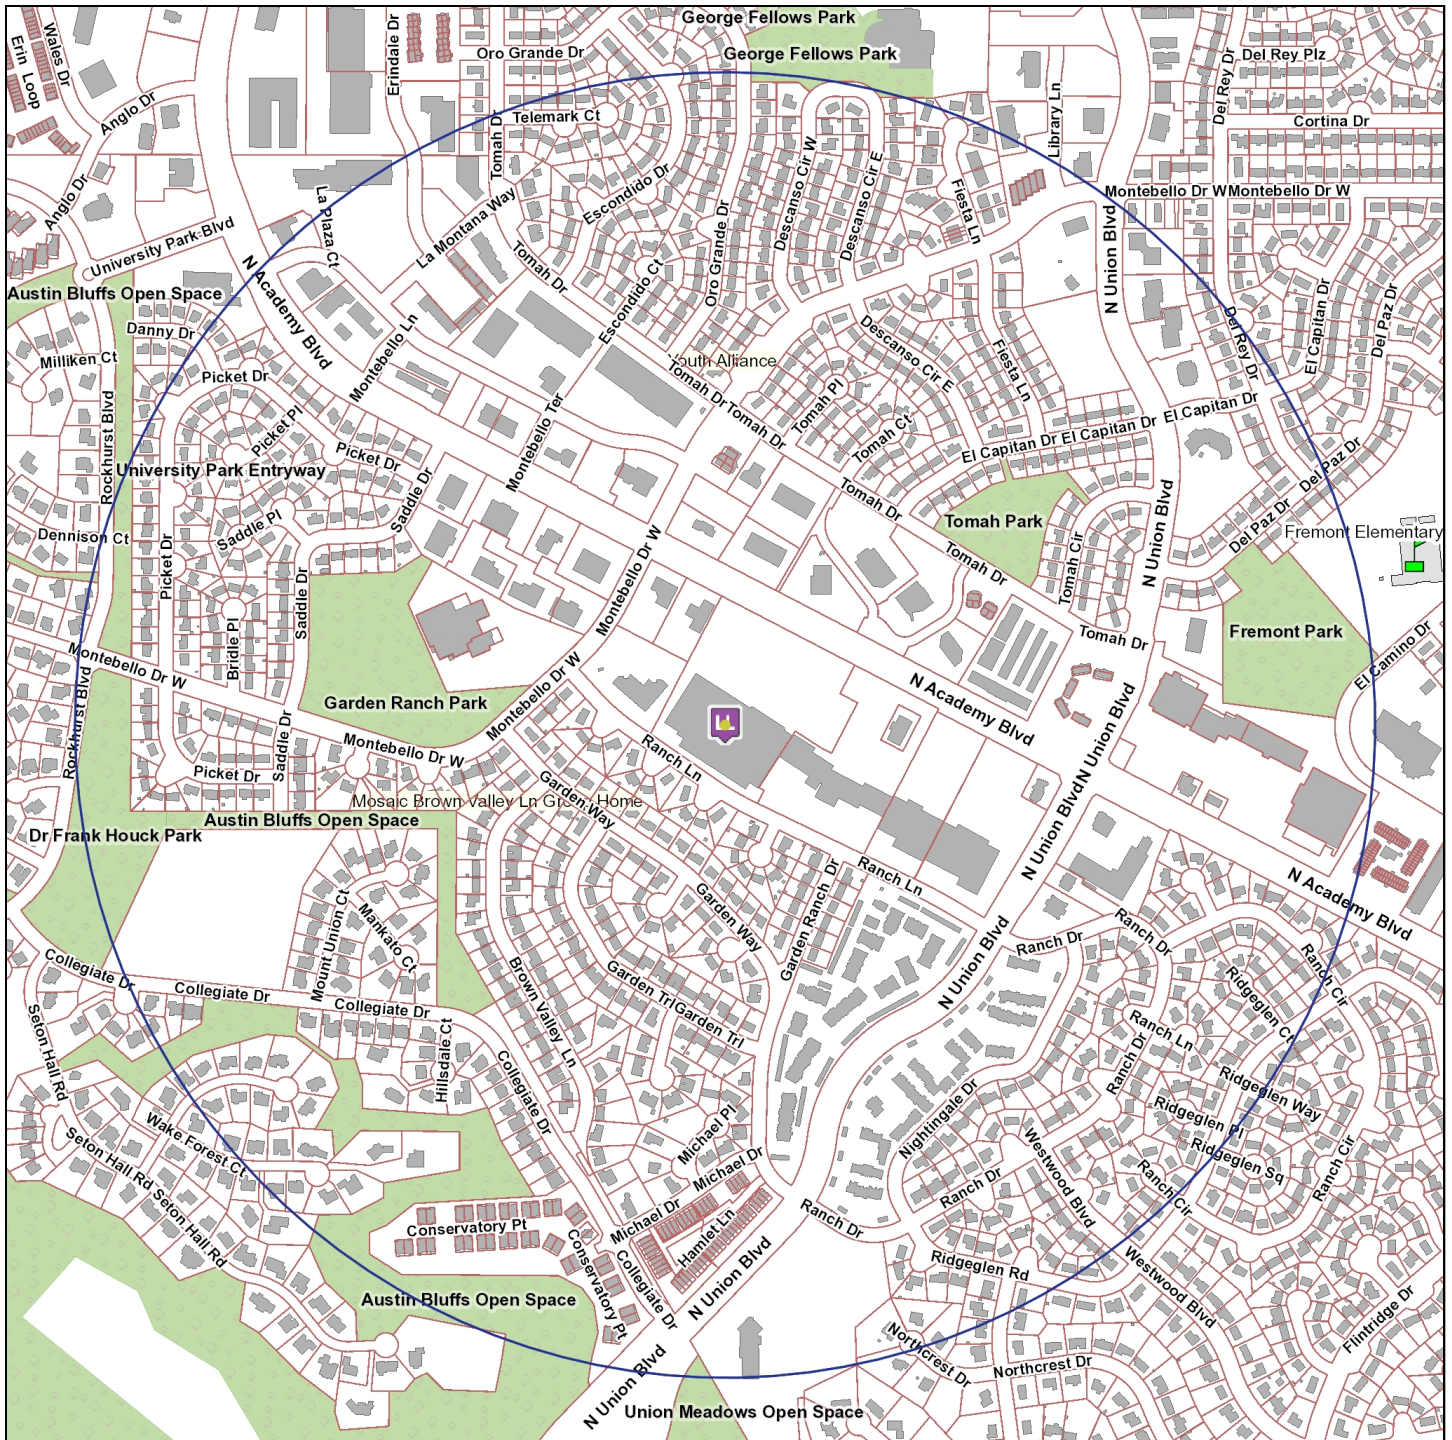 George Fellows Park
George Fellows Park
Wales Dr
Erin Loop
Anglo Dr
Anglo Dr
Erindale Dr
Oro Grande Dr
Telemark Ct
Tomah Dr
Escondido Dr
Library Ln
Del Rey Dr
Del Rey Plz
Cortina Dr
Montebello Dr W
Montebello Dr W
University Park Blvd
La Plaza Ct
La Montana Way
Tomah Dr
Escondido Ct
Oro Grande Dr
Descanso Cir W
Descanso Cir E
Fiesta Ln
N Union Blvd
Austin Bluffs Open Space
N Academy Blvd
Danny Dr
Milliken Ct
Rockhurst Blvd
Picket Dr
Picket Pl
Picket Dr
Montebello Ln
Montebello Ter
Youth Alliance
Tomah Dr
Tomah Dr
Tomah Pl
Tomah Ct
Descanso Cir E
Fiesta Ln
El Capitan Dr
El Capitan Dr
El Capitan Dr
Del Rey Dr
El Capitan Dr
Del Paz Dr
Del Paz Dr
Del Paz Dr
University Park Entryway
Saddle Pl
Saddle Dr
Dennison Ct
Picket Dr
Saddle Dr
Bridle Pl
Montebello Dr W
Tomah Dr
Tomah Park
Tomah Dr
Tomah Cir
N Union Blvd
Fremont Elementary
Fremont Park
El Camino Dr
Tomah Dr
Montebello Dr W
Rockhurst Blvd
Garden Ranch Park
Montebello Dr W
Montebello Dr W
Saddle Dr
Picket Dr
Ranch Ln
N Academy Blvd
N Union Blvd
N Union Blvd
Mosaic Brown Valley Ln Group Home
Garden Way
Austin Bluffs Open Space
Dr Frank Houck Park
Ranch Ln
Garden Ranch Dr
Garden Way
N Academy Blvd
Mount Union Ct
Mankato Ct
Ranch Dr
Ranch Dr
N Union Blvd
Collegiate Dr
Collegiate Dr
Collegiate Dr
Brown Valley Ln
Garden Trl
Garden Trl
Ridgeglen Ct
Ranch Cir
Seton Hall Rd
Hillsdale Ct
Collegiate Dr
Ranch Ln
Ranch Dr
Ridgeglen Way
Ridgeglen Pl
Ridgeglen Sq
Nightingale Dr
Westwood Blvd
Ranch Cir
Ranch Cir
Wake Forest Ct
Seton Hall Rd
Seton Hall Rd
Michael Pl
Michael Dr
Michael Dr
Hamlet Ln
Ranch Dr
Ranch Dr
Conservatory Pt
Conservatory Pt
Collegiate Dr
N Union Blvd
Ridgeglen Rd
Westwood Blvd
Flintridge Dr
Austin Bluffs Open Space
Northcrest Dr
Northcrest Dr
N Union Blvd
Union Meadows Open Space